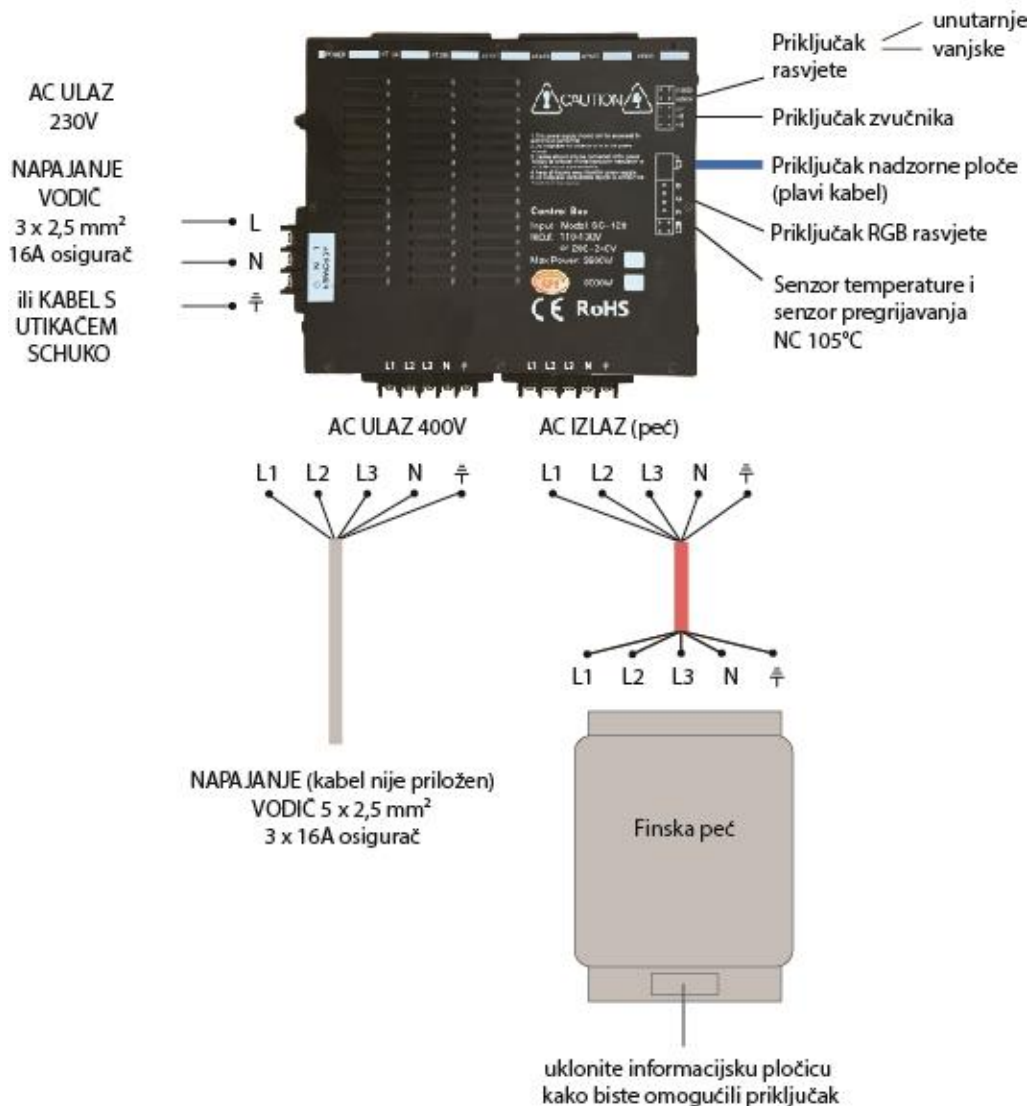 AC ULAZ
230V
NAPAJANJE
VODIČ
3 x 2,5 mm²
16A osigurač
ili KABEL S
UTIKAČEM
SCHUKO
L
N
POWER
CAUTION
Control Box
Max Power
CE RoHS
L1 L2 L3 N
L1 L2 L3 N
Priključak
rasvjete
unutarnje
vanjske
Priključak zvučnika
Priključak nadzorne ploče
(plavi kabel)
Priključak RGB rasvjete
Senzor temperature i
senzor pregrijavanja
NC 105°C
AC ULAZ 400V
AC IZLAZ (peć)
L1 L2 L3 N
L1 L2 L3 N
L1 L2 L3 N
NAPAJANJE (kabel nije priložen)
VODIČ 5 x 2,5 mm²
3 x 16A osigurač
Finska peć
uklonite informacijsku pločicu
kako biste omogućili priključak